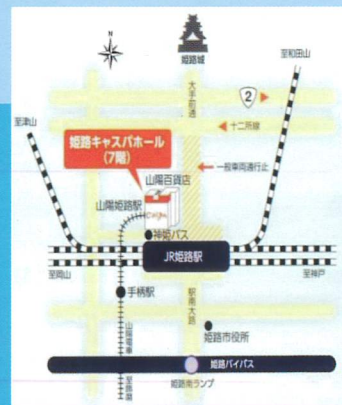 N
姫路城
至和田山
大手前通
2
十二所線
至津山
姫路キャスパホール
(7階)
一般車両通行止
山陽百貨店
山陽姫路駅
神姫バス
JR姫路駅
至岡山
至神戸
手柄駅
駅南大路
山陽電車
姫路市役所
姫路バイパス
至飾磨
姫路南ランプ